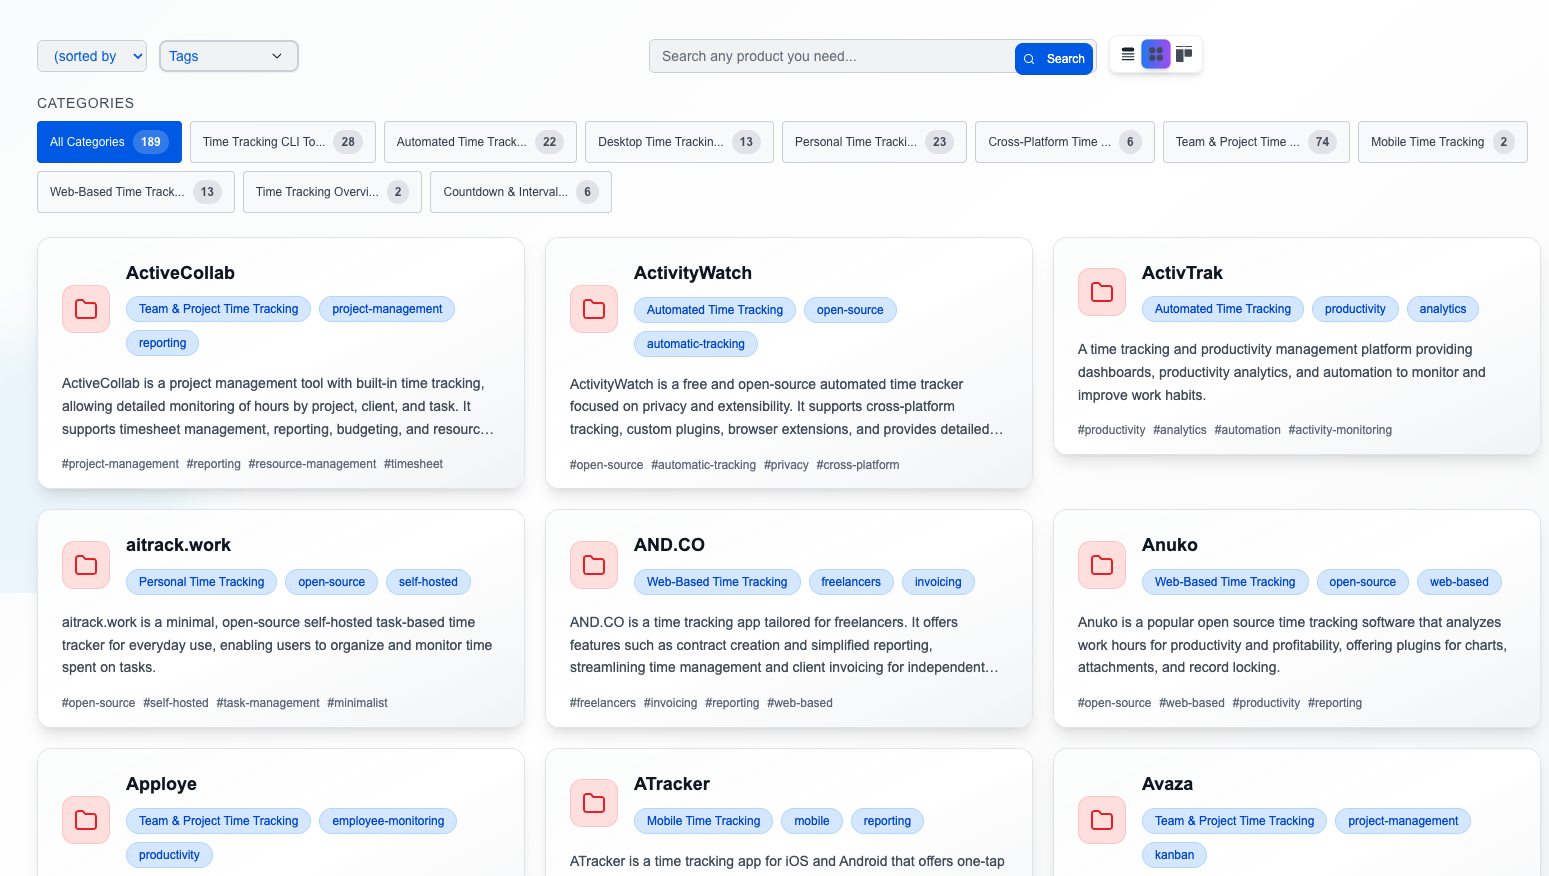 (sorted by
Tags
Search any product you need...
Search
CATEGORIES
All Categories 189
Time Tracking CLI To... 28
Automated Time Track... 22
Desktop Time Trackin... 13
Personal Time Tracki... 23
Cross-Platform Time ... 6
Team & Project Time ... 74
Mobile Time Tracking 2
Web-Based Time Track... 13
Time Tracking Overvi... 2
Countdown & Interval... 6
ActiveCollab
Team & Project Time Tracking project-management
reporting
ActiveCollab is a project management tool with built-in time tracking,
allowing detailed monitoring of hours by project, client, and task. It
supports timesheet management, reporting, budgeting, and resourc…
#project-management #reporting #resource-management #timesheet
ActivityWatch
Automated Time Tracking open-source
automatic-tracking
ActivityWatch is a free and open-source automated time tracker
focused on privacy and extensibility. It supports cross-platform
tracking, custom plugins, browser extensions, and provides detailed…
#open-source #automatic-tracking #privacy #cross-platform
ActivTrak
Automated Time Tracking productivity analytics
A time tracking and productivity management platform providing
dashboards, productivity analytics, and automation to monitor and
improve work habits.
#productivity #analytics #automation #activity-monitoring
aitrack.work
Personal Time Tracking open-source self-hosted
aitrack.work is a minimal, open-source self-hosted task-based time
tracker for everyday use, enabling users to organize and monitor time
spent on tasks.
#open-source #self-hosted #task-management #minimalist
AND.CO
Web-Based Time Tracking freelancers invoicing
AND.CO is a time tracking app tailored for freelancers. It offers
features such as contract creation and simplified reporting,
streamlining time management and client invoicing for independent…
#freelancers #invoicing #reporting #web-based
Anuko
Web-Based Time Tracking open-source web-based
Anuko is a popular open source time tracking software that analyzes
work hours for productivity and profitability, offering plugins for charts,
attachments, and record locking.
#open-source #web-based #productivity #reporting
Apploye
Team & Project Time Tracking employee-monitoring
productivity
ATracker
Mobile Time Tracking mobile reporting
ATracker is a time tracking app for iOS and Android that offers one-tap
Avaza
Team & Project Time Tracking project-management
kanban